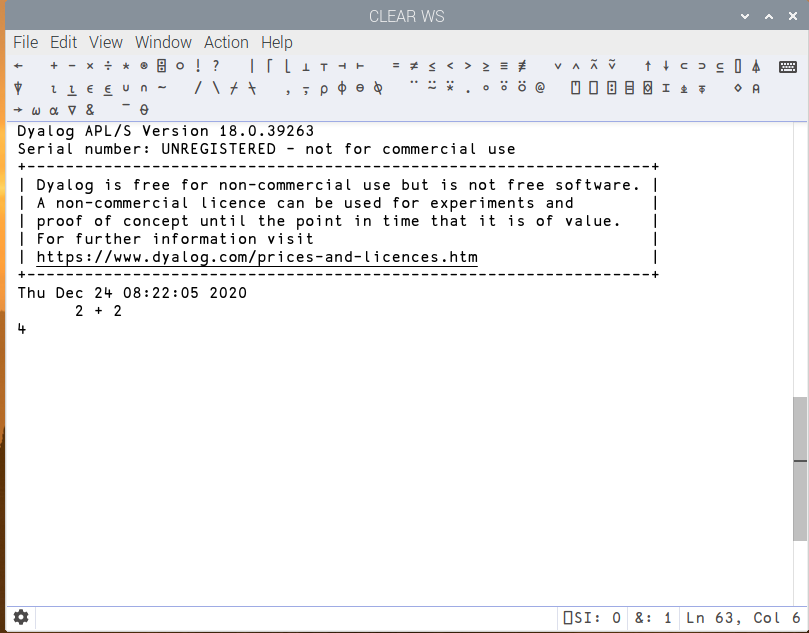 CLEAR WS
File Edit View Window Action Help
← + - × ÷ * ⍟ ⌹ ○ ! ? | ⌈ ⌊ ⊥ ⊤ ⊣ ⊢ = ≠ ≤ < > ≥ ≡ ≢ ∨ ∧ ⍲ ⍱ ↑ ↓ ⊂ ⊃ ⊆ ⌷ ⍋
⍒ ⍳ ⍸ ∊ ⍷ ∪ ∩ ~ / \ ⌿ ⍀ , ⍪ ⍴ ⌽ ⊖ ⍉ ¨ ⍨ ⍣ . ∘ ⍤ ⍥ @ ⍞ ⎕ ⍠ ⌸ ⌺ ⌶ ⍎ ⍕ ⋄ ⍝
→ ⍵ ⍺ ∇ & ¯ ⍬
Dyalog APL/S Version 18.0.39263
Serial number: UNREGISTERED - not for commercial use
+------------------------------------------------------------------+
| Dyalog is free for non-commercial use but is not free software. |
| A non-commercial licence can be used for experiments and |
| proof of concept until the point in time that it is of value. |
| For further information visit |
| https://www.dyalog.com/prices-and-licences.htm |
+------------------------------------------------------------------+
Thu Dec 24 08:22:05 2020
2 + 2
4
⎕SI: 0 &: 1 Ln 63, Col 6